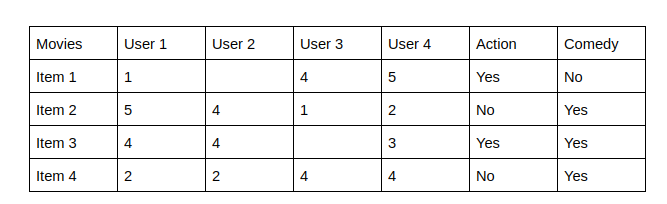 Movies User 1 User 2 User 3 User 4 Action Comedy
Item 1 1 4 5 Yes No
Item 2 5 4 1 2 No Yes
Item 3 4 4 3 Yes Yes
Item 4 2 2 4 4 No Yes